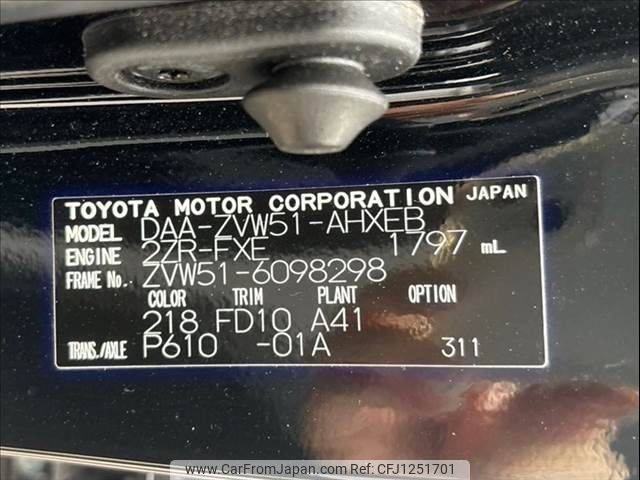 TOYOTA MOTOR CORPORATION JAPAN
MODEL DAA-ZVW51-AHXEB
ENGINE 2ZR-FXE 1797 mL
FRAME No. ZVW51-6098298
COLOR TRIM PLANT OPTION
218 FD10 A41
TRANS./AXLE P610 -01A 311
www.CarFromJapan.com CFJ1251701